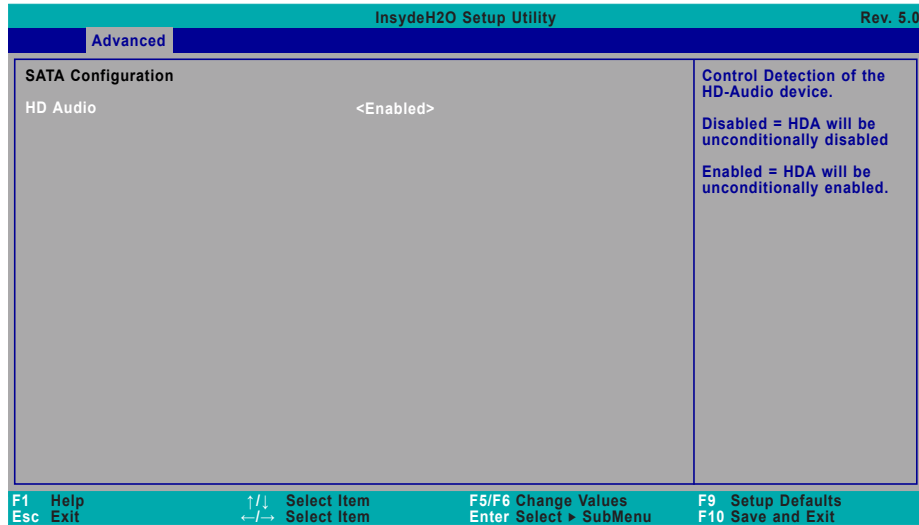 InsydeH2O Setup Utility Rev. 5.0
Advanced
SATA Configuration
HD Audio <Enabled>
Control Detection of the
HD-Audio device.
Disabled = HDA will be
unconditionally disabled
Enabled = HDA will be
unconditionally enabled.
F1 Help ↑/↓ Select Item F5/F6 Change Values F9 Setup Defaults
Esc Exit ←/→ Select Item Enter Select ▶ SubMenu F10 Save and Exit